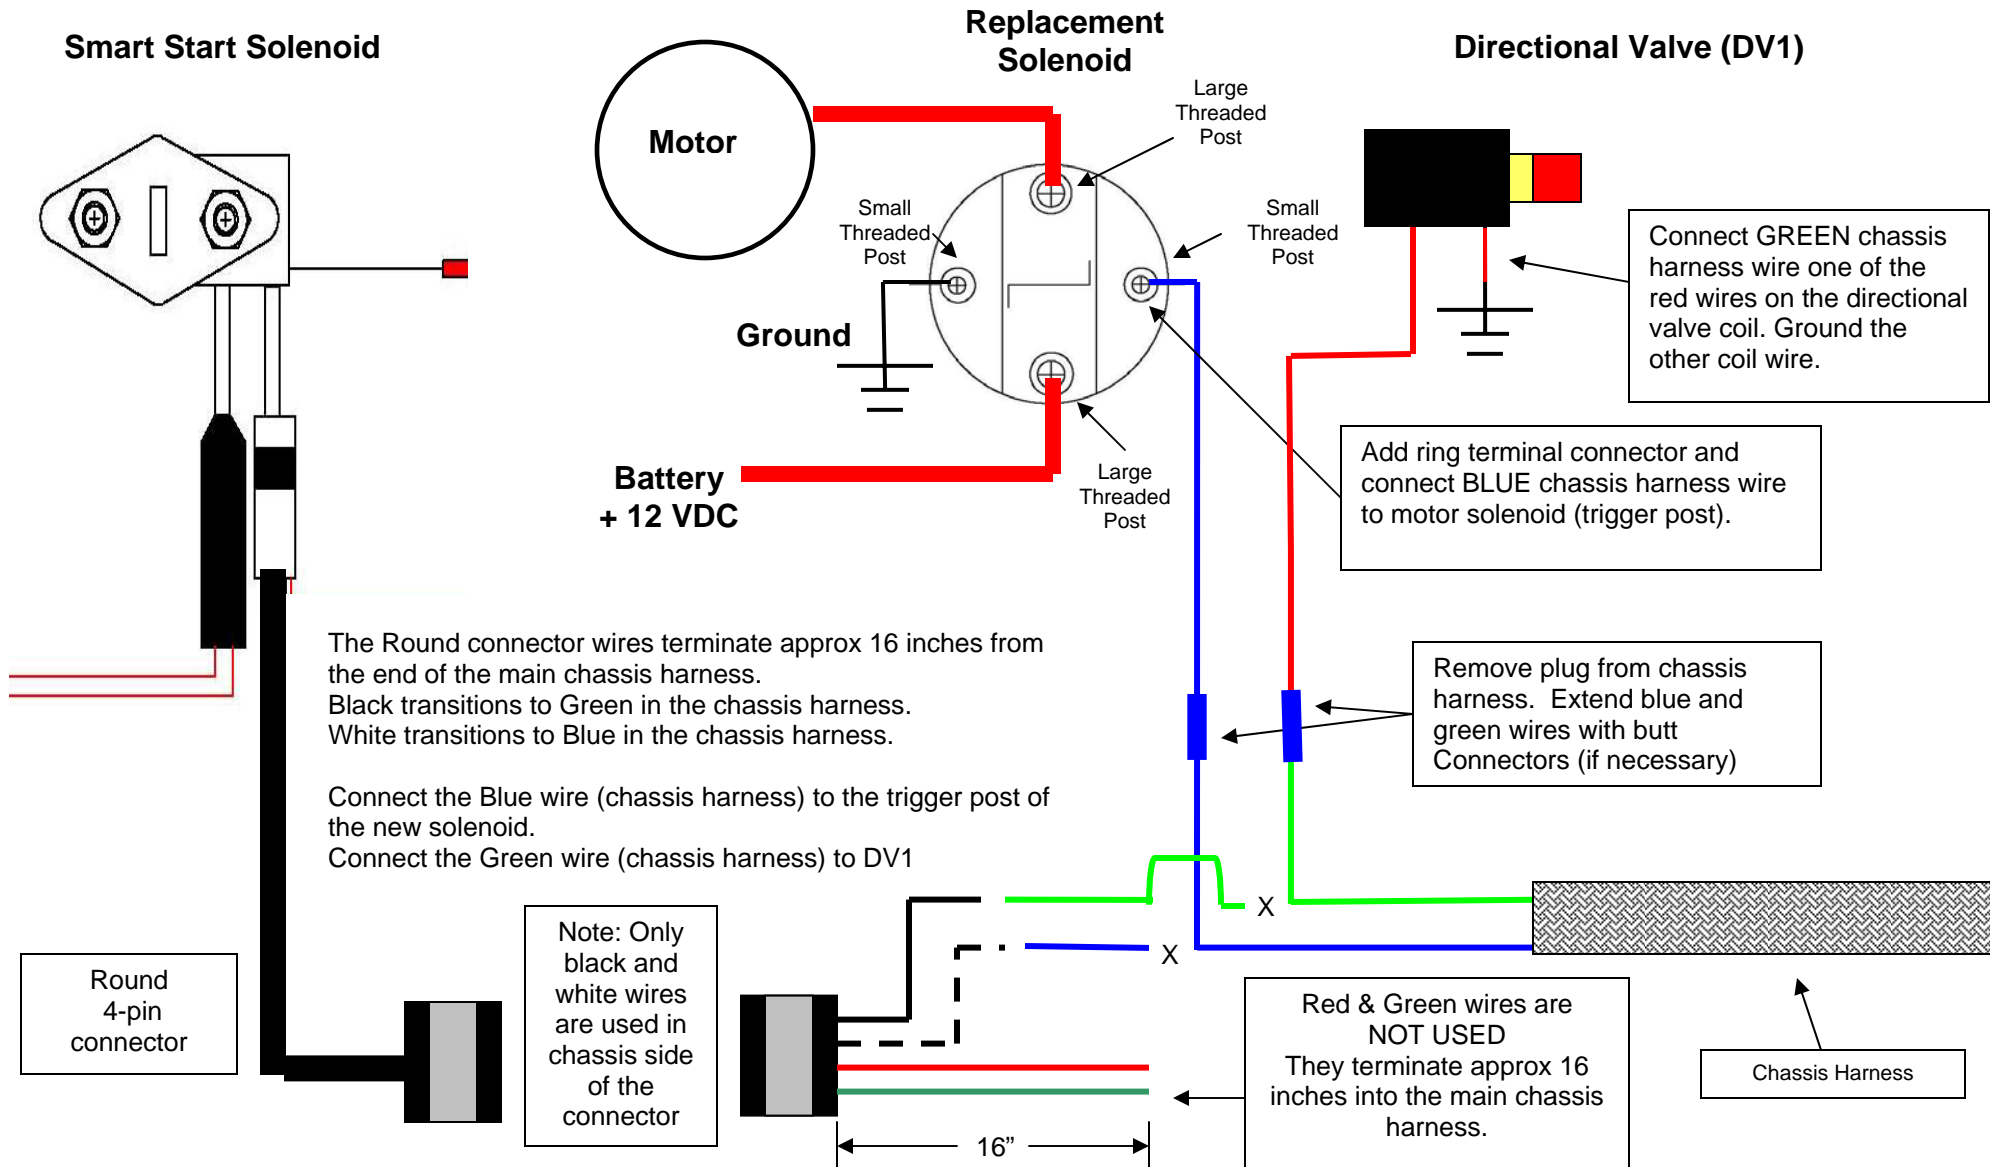 Smart Start Solenoid
Replacement
Solenoid
Directional Valve (DV1)
Motor
Large
Threaded
Post
Small
Threaded
Post
Small
Threaded
Post
Ground
Battery
+ 12 VDC
Large
Threaded
Post
Connect GREEN chassis
harness wire one of the
red wires on the directional
valve coil. Ground the
other coil wire.
Add ring terminal connector and
connect BLUE chassis harness wire
to motor solenoid (trigger post).
The Round connector wires terminate approx 16 inches from
the end of the main chassis harness.
Black transitions to Green in the chassis harness.
White transitions to Blue in the chassis harness.
Connect the Blue wire (chassis harness) to the trigger post of
the new solenoid.
Connect the Green wire (chassis harness) to DV1
Remove plug from chassis
harness.  Extend blue and
green wires with butt
Connectors (if necessary)
X
X
Round
4-pin
connector
Note: Only
black and
white wires
are used in
chassis side
of the
connector
Red & Green wires are
NOT USED
They terminate approx 16
inches into the main chassis
harness.
Chassis Harness
16”